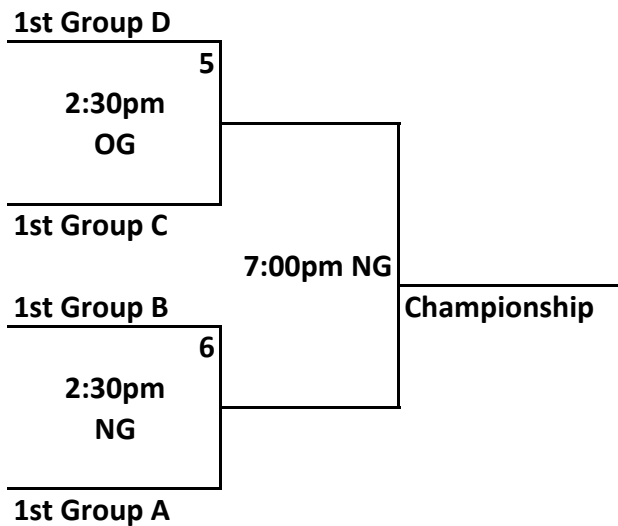 1st Group D
5
2:30pm
OG
1st Group C
7:00pm NG
1st Group B
Championship
6
2:30pm
NG
1st Group A